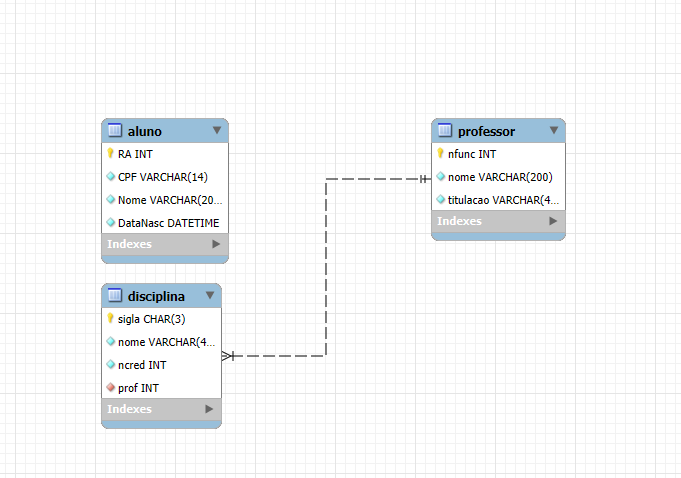 aluno
RA INT
CPF VARCHAR(14)
Nome VARCHAR(20...
DataNasc DATETIME
Indexes
disciplina
sigla CHAR(3)
nome VARCHAR(4...
ncred INT
prof INT
Indexes
professor
nfunc INT
nome VARCHAR(200)
titulacao VARCHAR(4...
Indexes